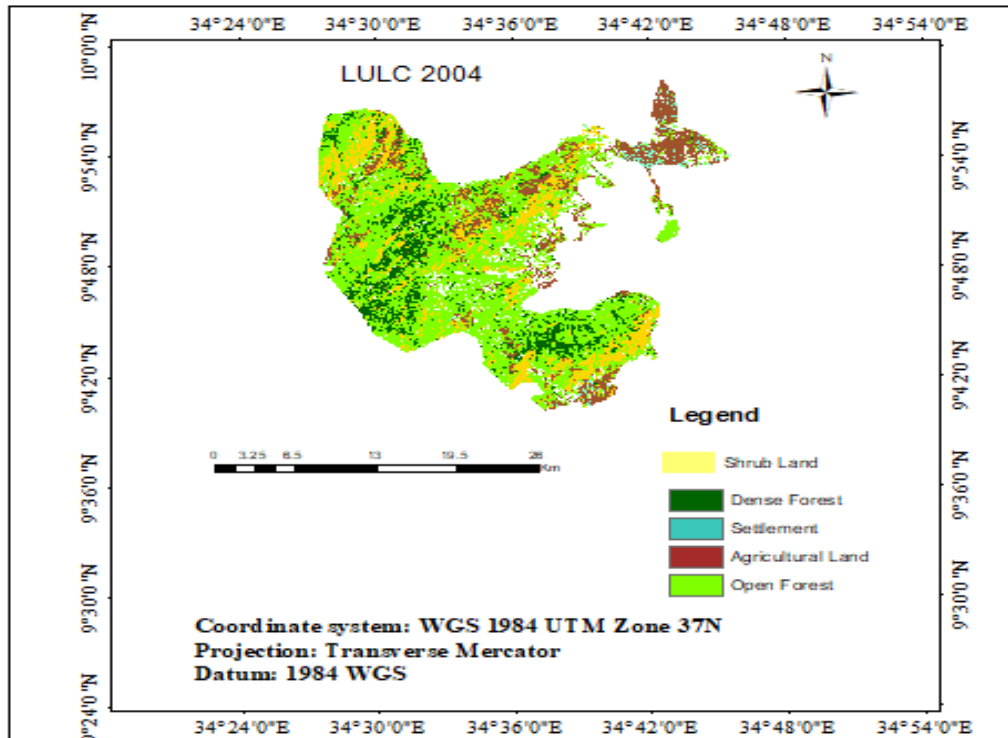 34°24'0"E 34°30'0"E 34°36'0"E 34°42'0"E 34°48'0"E 34°54'0"E
10°0'0"N
LULC 2004
N
9°54'0"N 9°54'0"N
9°48'0"N 9°48'0"N
9°42'0"N 9°42'0"N
Legend
0 3.25 6.5 13 19.5 26
Km
Shrub Land
9°36'0"N 9°36'0"N
Dense Forest
Settlement
Agricultural Land
Open Forest
9°30'0"N 9°30'0"N
Coordinate system: WGS 1984 UTM Zone 37N
Projection: Transverse Mercator
Datum: 1984 WGS
9°24'0"N
34°24'0"E 34°30'0"E 34°36'0"E 34°42'0"E 34°48'0"E 34°54'0"E